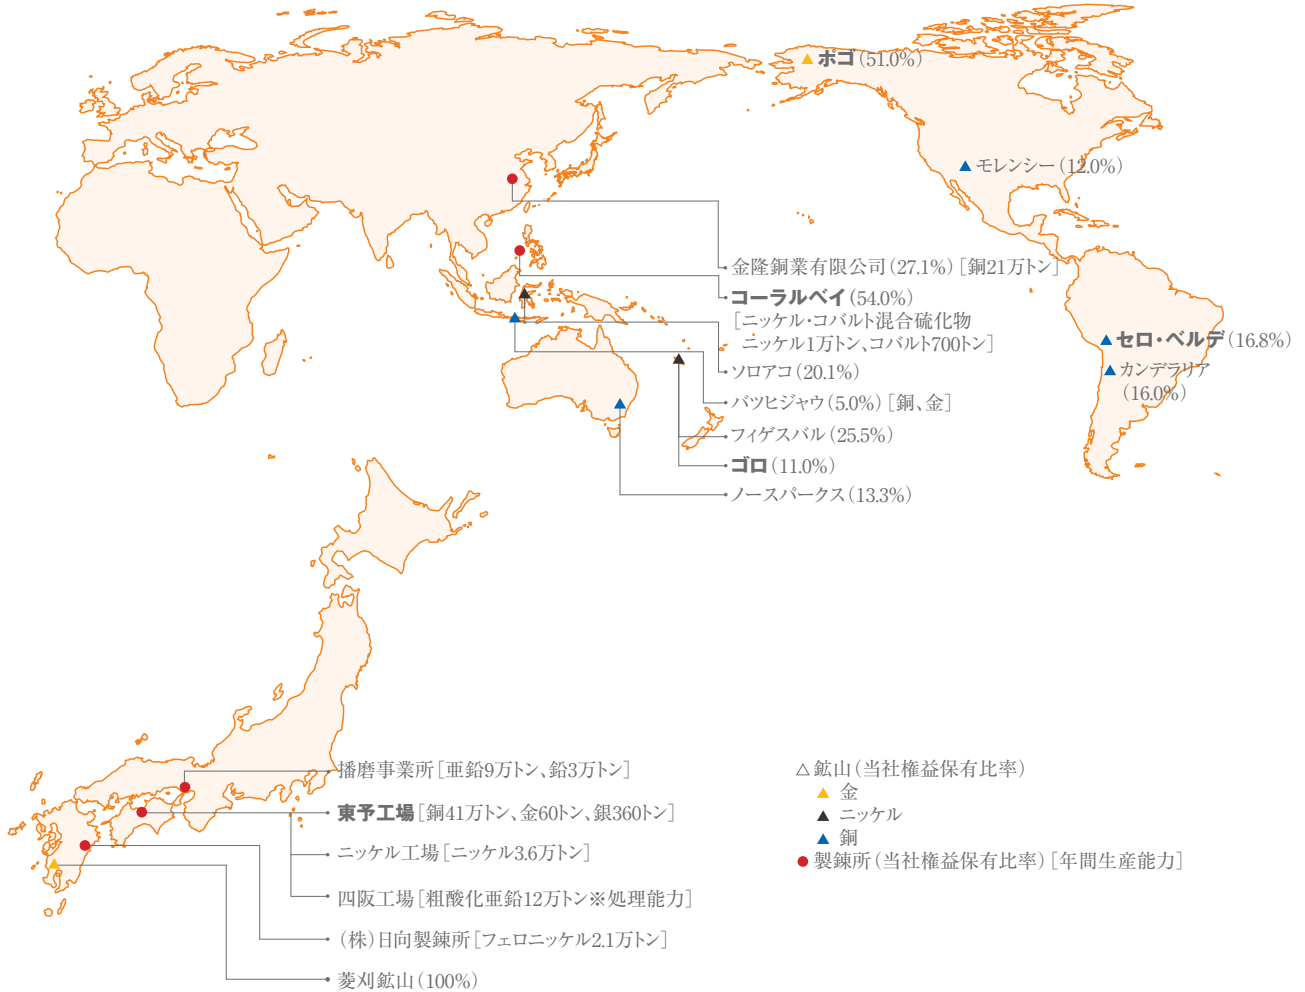 ポゴ(51.0%)
モレンシー(12.0%)
金隆銅業有限公司(27.1%)[銅21万トン]
コーラルベイ(54.0%)
[ニッケル・コバルト混合硫化物
ニッケル1万トン、コバルト700トン]
ソロアコ(20.1%)
バツヒジャウ(5.0%)[銅、金]
フィゲスバル(25.5%)
ゴロ(11.0%)
ノースパークス(13.3%)
セロ・ベルデ(16.8%)
カンデラリア
(16.0%)
播磨事業所[亜鉛9万トン、鉛3万トン]
東予工場[銅41万トン、金60トン、銀360トン]
ニッケル工場[ニッケル3.6万トン]
四阪工場[粗酸化亜鉛12万トン※処理能力]
(株)日向製錬所[フェロニッケル2.1万トン]
菱刈鉱山(100%)
△鉱山(当社権益保有比率)
▲ 金
▲ ニッケル
▲ 銅
● 製錬所(当社権益保有比率)[年間生産能力]